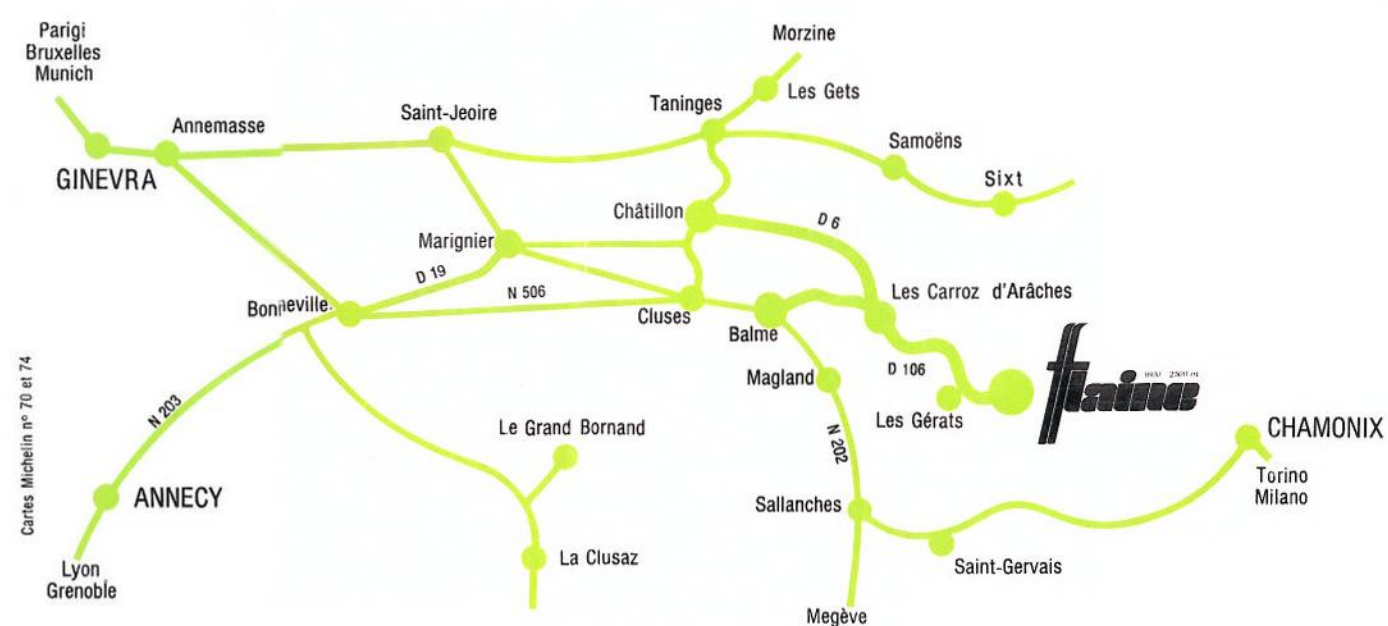 Parigi
Bruxelles
Munich
Morzine
Les Gets
Annemasse
Saint-Jeoire
Taninges
Samoëns
GINEVRA
Sixt
Châtillon
D 6
Marignier
D 19
Bonneville
N 506
Les Carroz d'Arâches
Cluses
Balme
flaine
Magland
D 106
Les Gérats
N 203
N 202
Cartes Michelin nº 70 et 74
Le Grand Bornand
CHAMONIX
Torino
Milano
ANNECY
Sallanches
La Clusaz
Saint-Gervais
Lyon
Grenoble
Megève